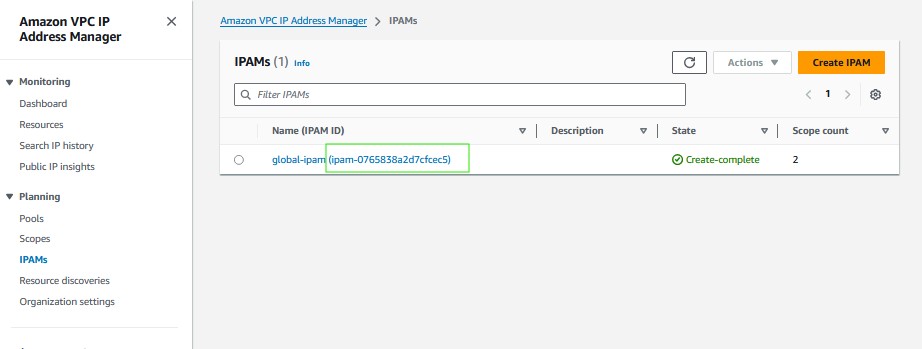 Amazon VPC IP
Address Manager
Monitoring
Dashboard
Resources
Search IP history
Public IP insights
Planning
Pools
Scopes
IPAMs
Resource discoveries
Organization settings
Amazon VPC IP Address Manager > IPAMs
IPAMs (1) Info
Actions
Create IPAM
Filter IPAMs
1
Name (IPAM ID) Description State Scope count
global-ipam (ipam-0765838a2d7cfcec5) Create-complete 2